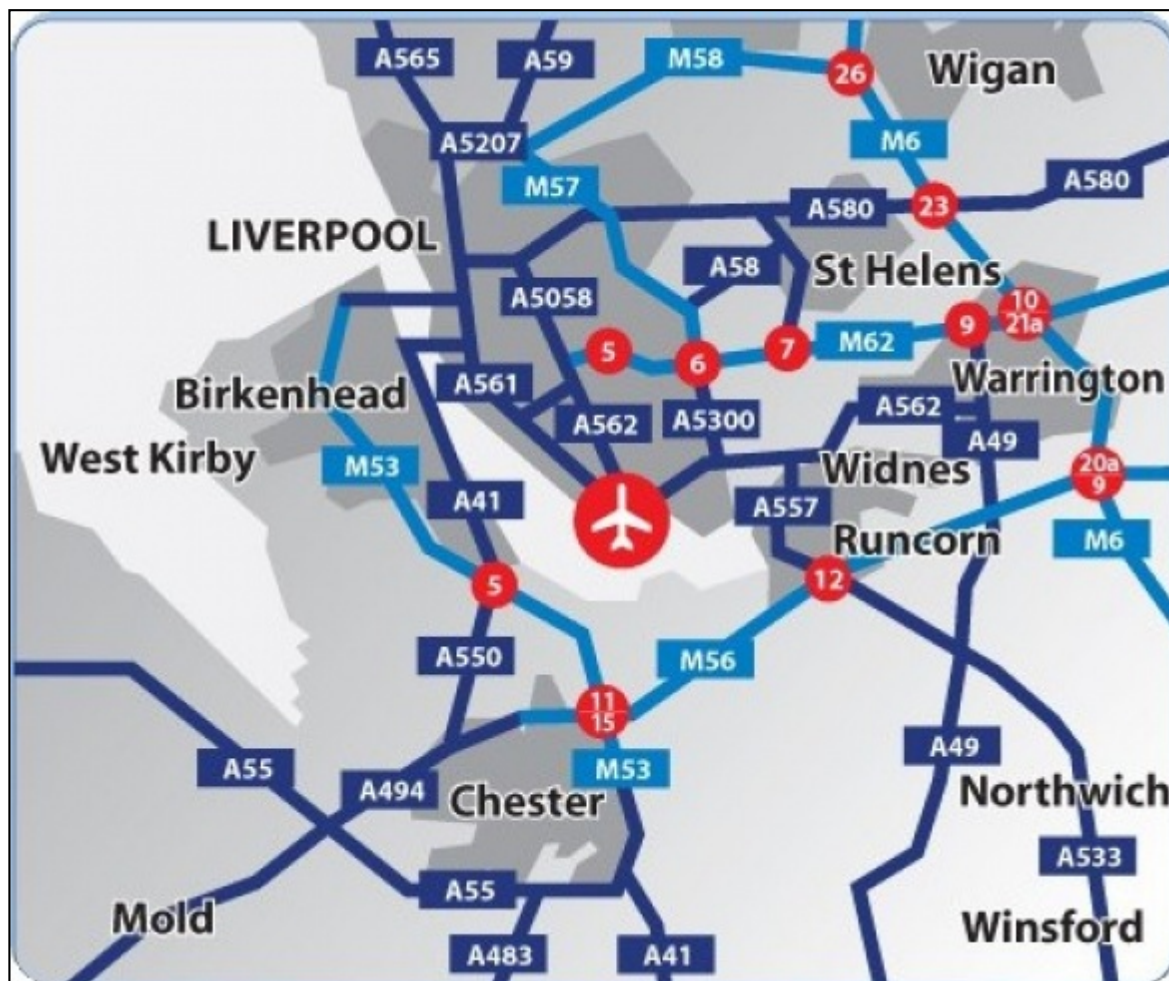 A565
A59
M58
26
Wigan
A5207
M6
M57
A580
A580
23
LIVERPOOL
A58
St Helens
A5058
10
21a
9
5
6
7
M62
Birkenhead
A561
Warrington
A562
A5300
A562
A49
West Kirby
M53
Widnes
20a
9
A41
A557
Runcorn
M6
5
12
A550
M56
11
15
A55
M53
A49
A494
Chester
Northwich
A533
A55
Mold
Winsford
A483
A41